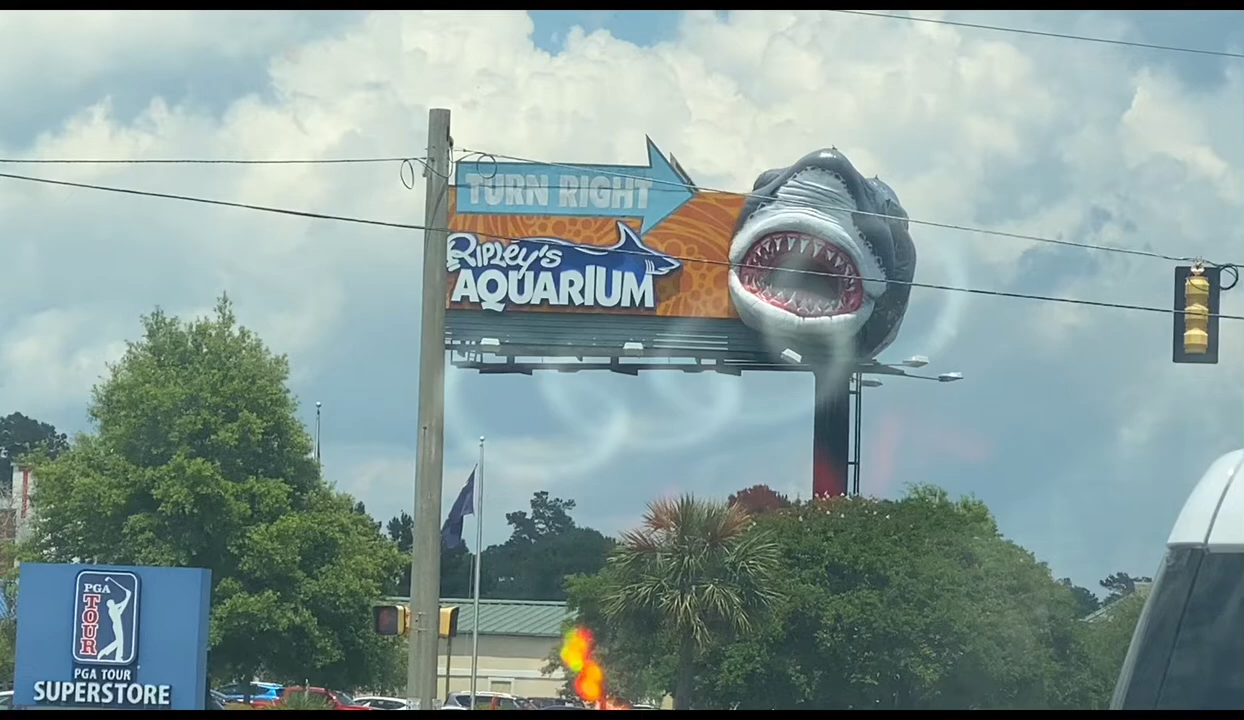 TURN RIGHT
Ripley's
AQUARIUM
PGA
TOUR
PGA TOUR
SUPERSTORE